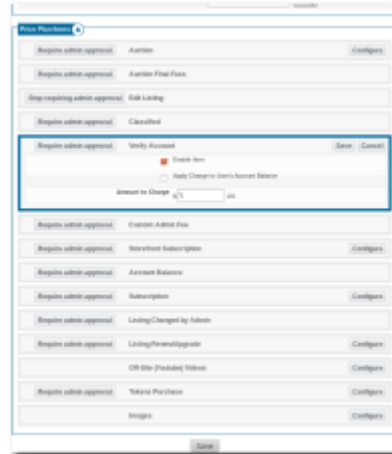 Price Plan Items
Require admin approval Auction Configure
Require admin approval Auction Final Fees
Stop requiring admin approval Edit Listing
Require admin approval Classified
Require admin approval Verify Account Save Cancel
Enable Item
Apply Charge to User's Account Balance
Amount to Charge $
Require admin approval Custom Admin Fee
Require admin approval Storefront Subscription Configure
Require admin approval Account Balance
Require admin approval Subscription Configure
Require admin approval Listing Changed by Admin
Require admin approval Listing Renew/Upgrade Configure
Off-Site (Youtube) Videos Configure
Require admin approval Tokens Purchase Configure
Images Configure
Save